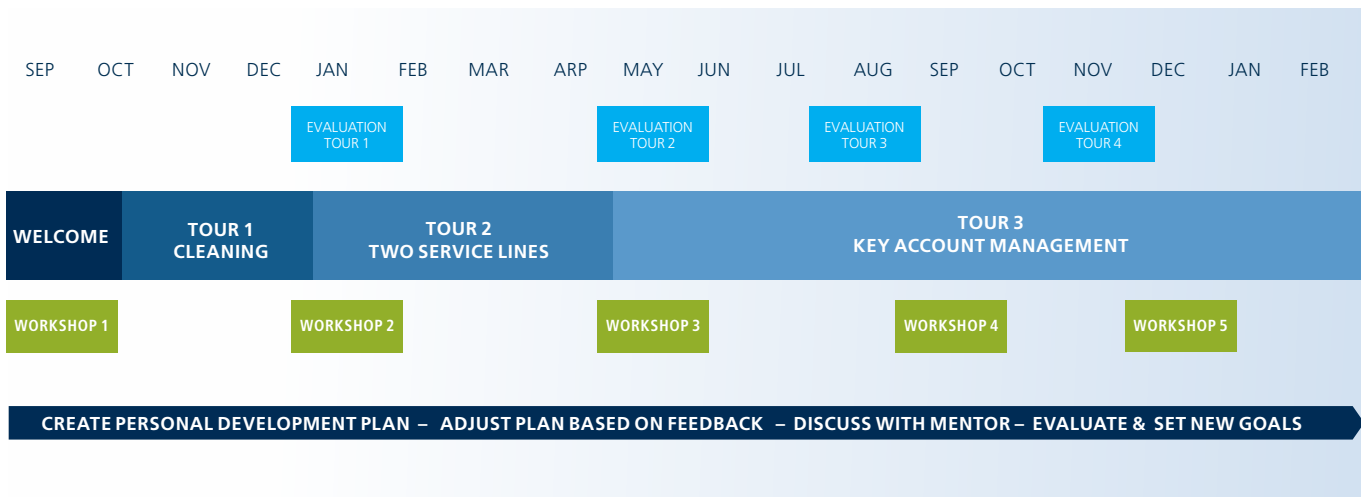 SEP OCT NOV DEC JAN FEB MAR ARP MAY JUN JUL AUG SEP OCT NOV DEC JAN FEB
EVALUATION
TOUR 1
EVALUATION
TOUR 2
EVALUATION
TOUR 3
EVALUATION
TOUR 4
WELCOME
TOUR 1
CLEANING
TOUR 2
TWO SERVICE LINES
TOUR 3
KEY ACCOUNT MANAGEMENT
WORKSHOP 1
WORKSHOP 2
WORKSHOP 3
WORKSHOP 4
WORKSHOP 5
CREATE PERSONAL DEVELOPMENT PLAN – ADJUST PLAN BASED ON FEEDBACK – DISCUSS WITH MENTOR – EVALUATE & SET NEW GOALS